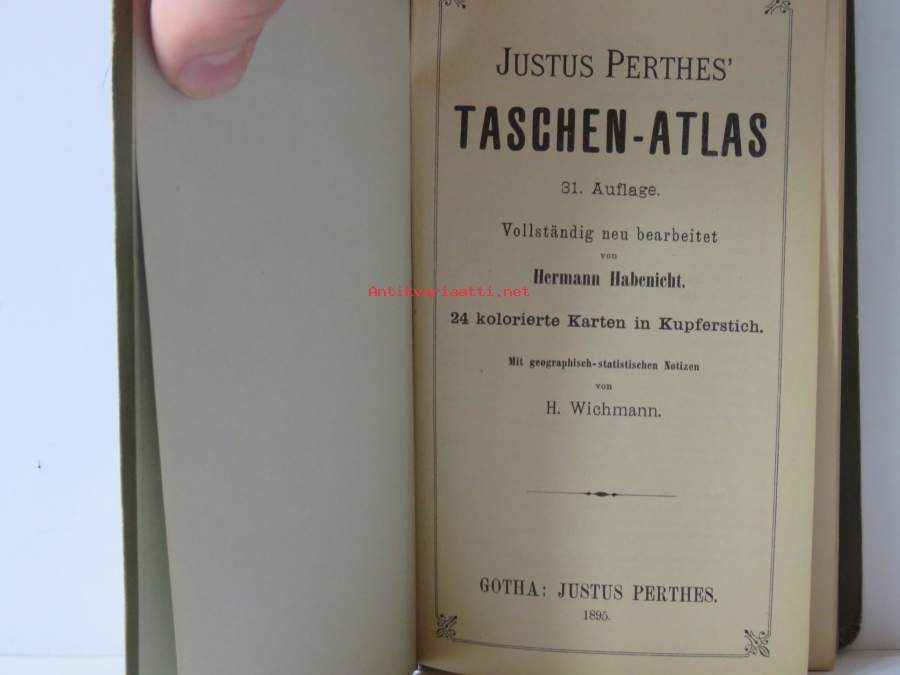 JUSTUS PERTHES'
TASCHEN-ATLAS
31. Auflage.
Vollständig neu bearbeitet
von
Hermann Habenicht.
Antikvariaatti.net
24 kolorierte Karten in Kupferstich.
Mit geographisch-statistischen Notizen
von
H. Wichmann.
GOTHA: JUSTUS PERTHES.
1895.